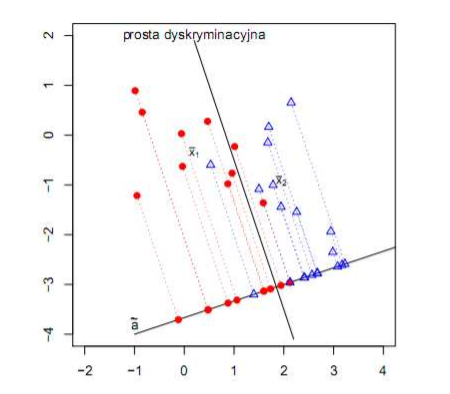 prosta dyskryminacyjna
2
1
0
−1
−2
−3
−4
x̄₁
x̄₂
ã
−2 −1 0 1 2 3 4